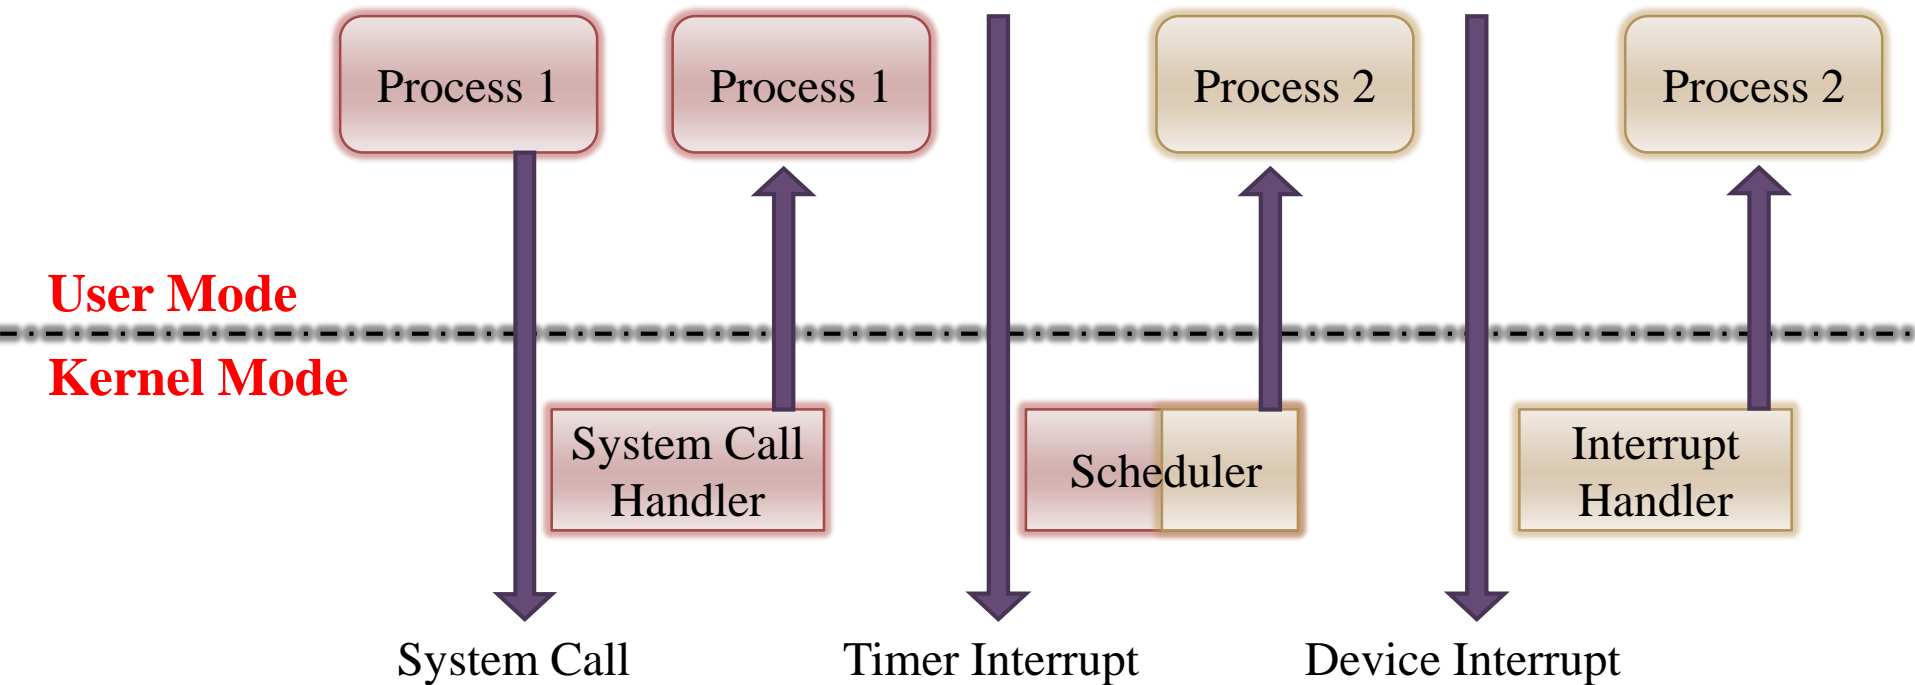 Process 1
Process 1
Process 2
Process 2
User Mode
Kernel Mode
System Call
Handler
Scheduler
Interrupt
Handler
System Call
Timer Interrupt
Device Interrupt